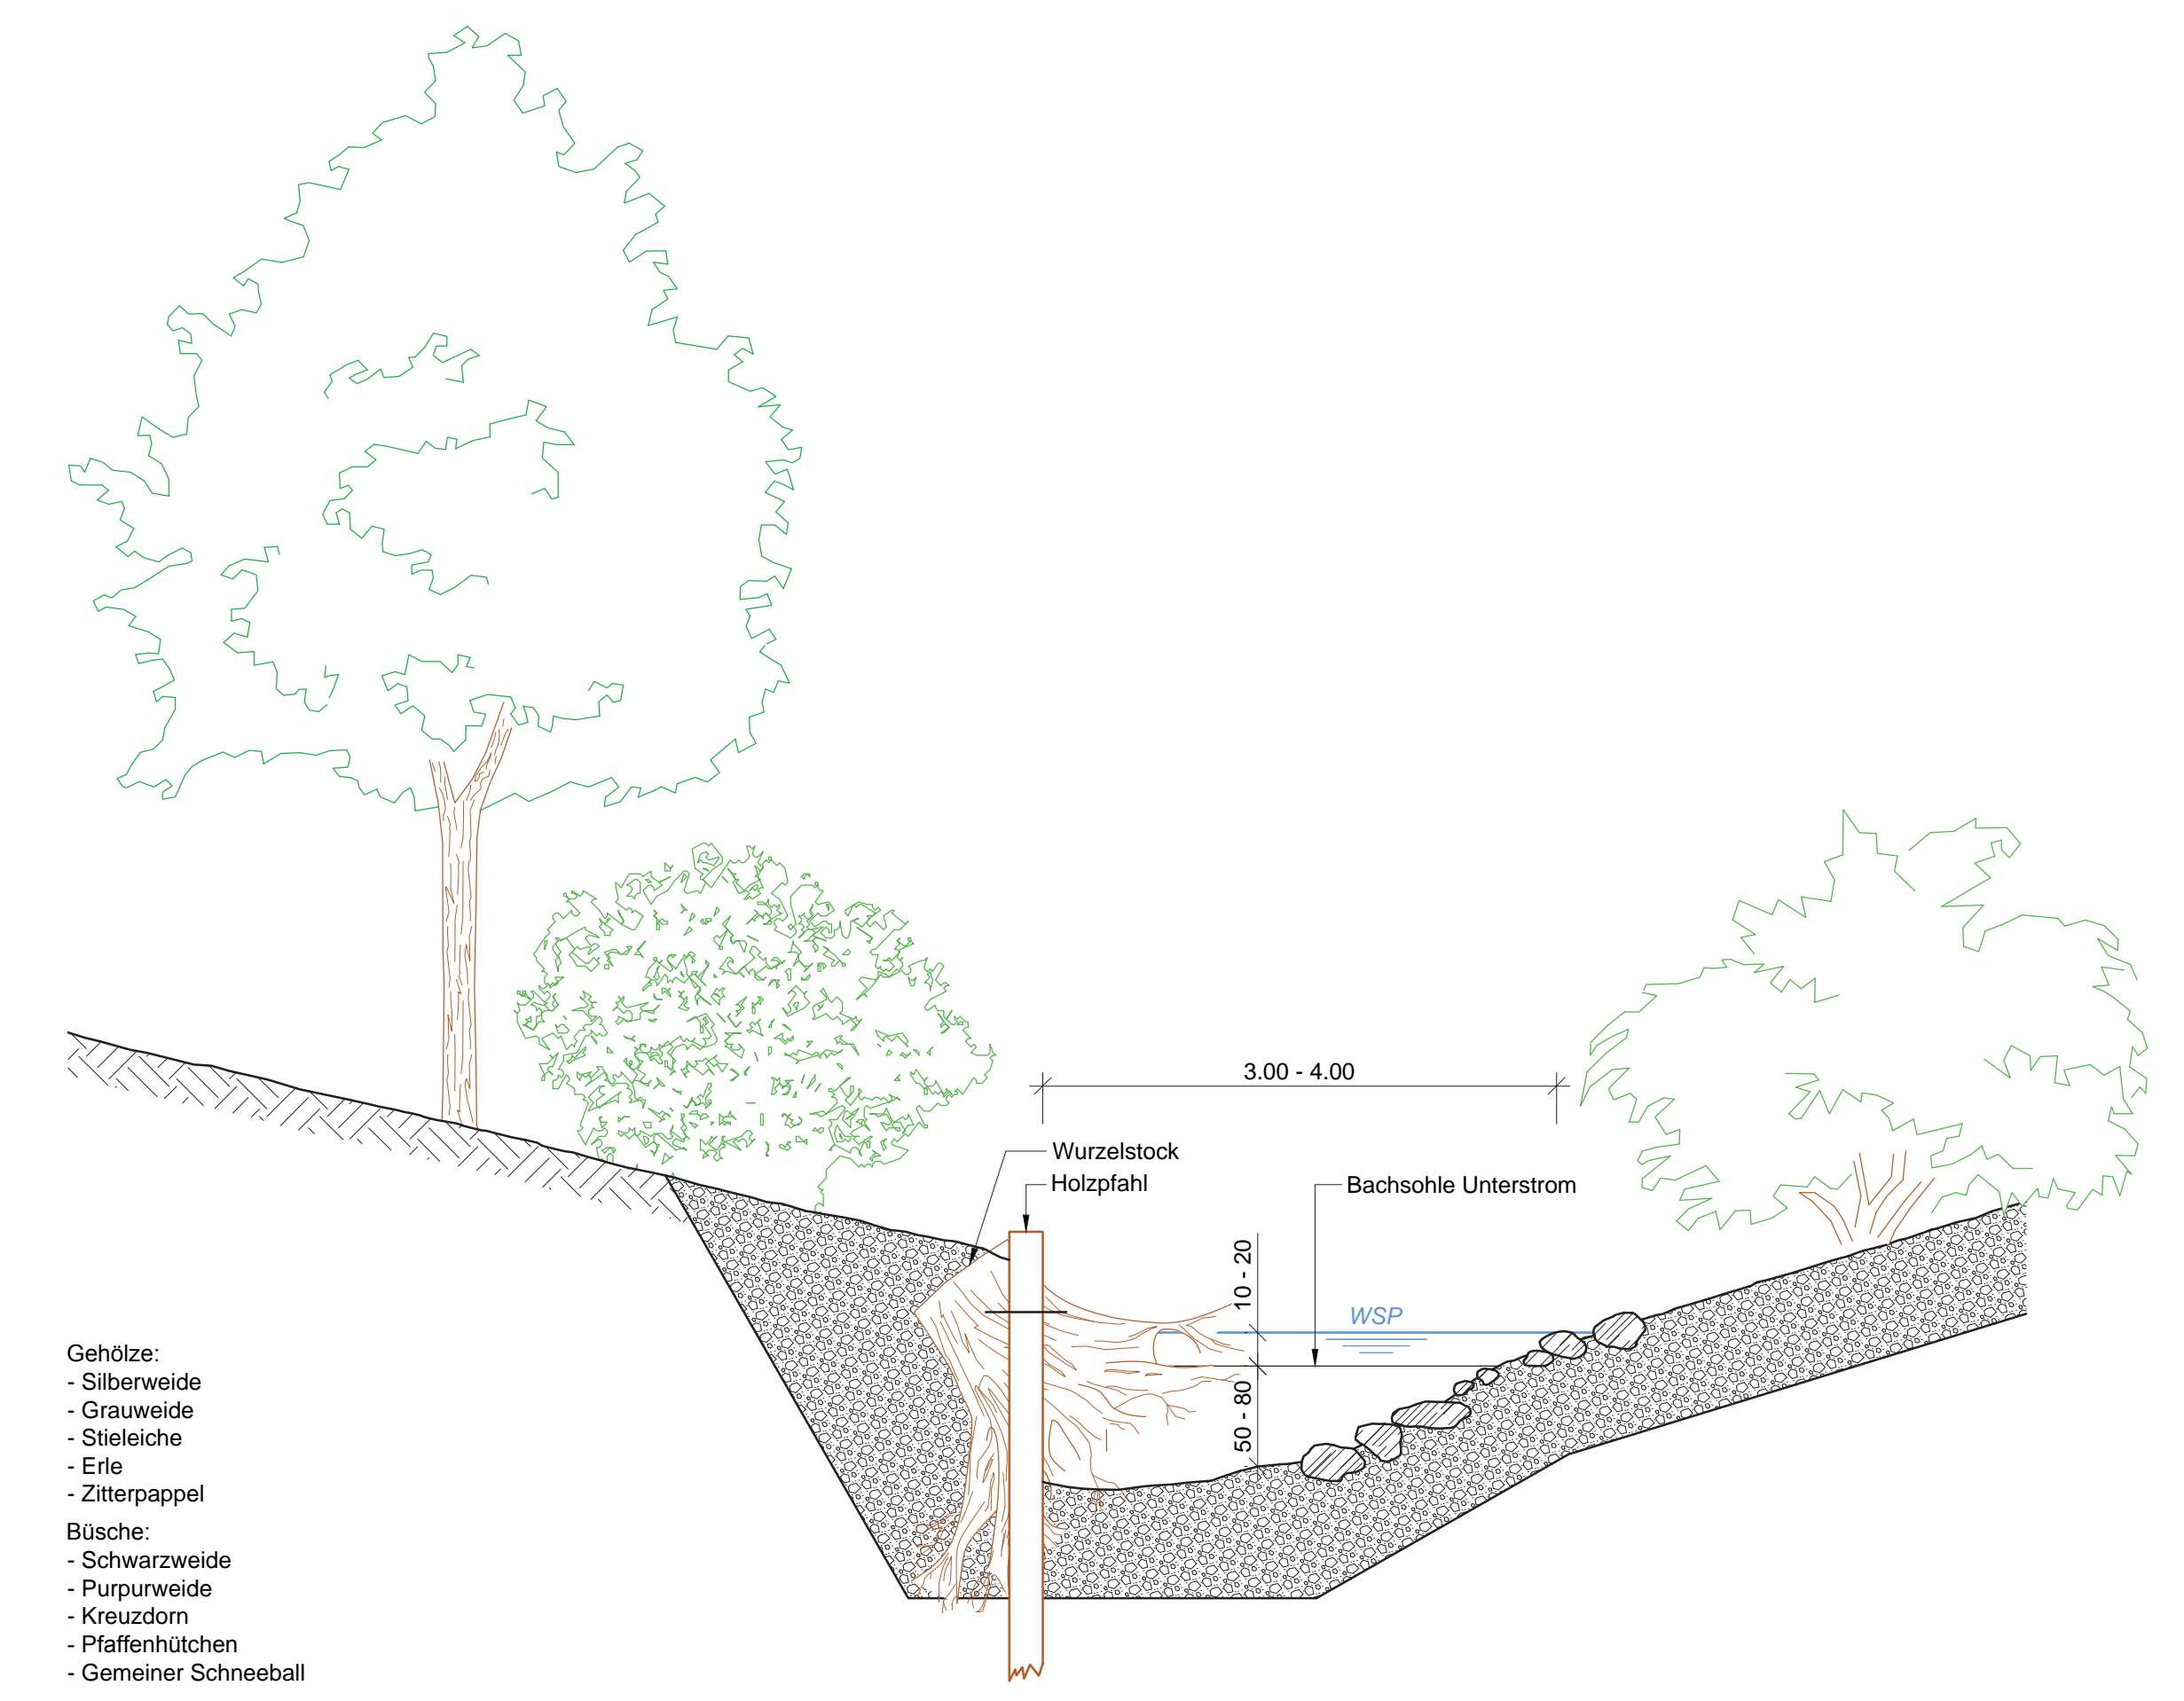 3.00 - 4.00
Wurzelstock
Holzpfahl
Bachsohle Unterstrom
10 - 20
WSP
50 - 80
Gehölze:
- Silberweide
- Grauweide
- Stieleiche
- Erle
- Zitterpappel
Büsche:
- Schwarzweide
- Purpurweide
- Kreuzdorn
- Pfaffenhütchen
- Gemeiner Schneeball